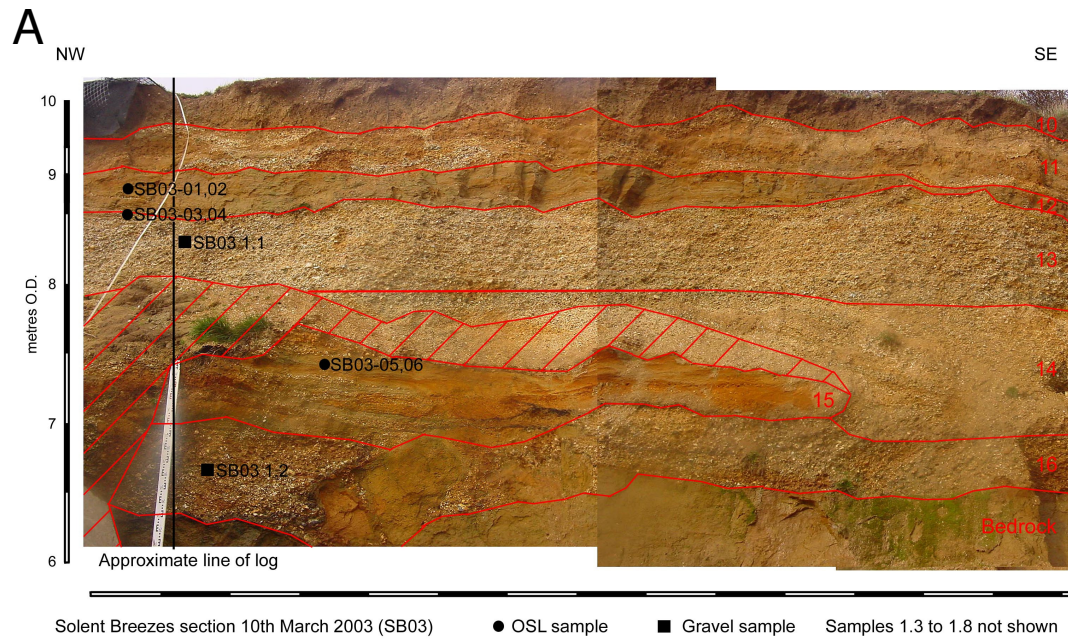 A
NW
SE
10
10
11
9
SB03-01,02
12
SB03-03,04
SB03 1.1
13
8
metres O.D.
SB03-05,06
14
15
7
SB03 1.2
16
Bedrock
6
Approximate line of log
Solent Breezes section 10th March 2003 (SB03)
OSL sample
Gravel sample
Samples 1.3 to 1.8 not shown